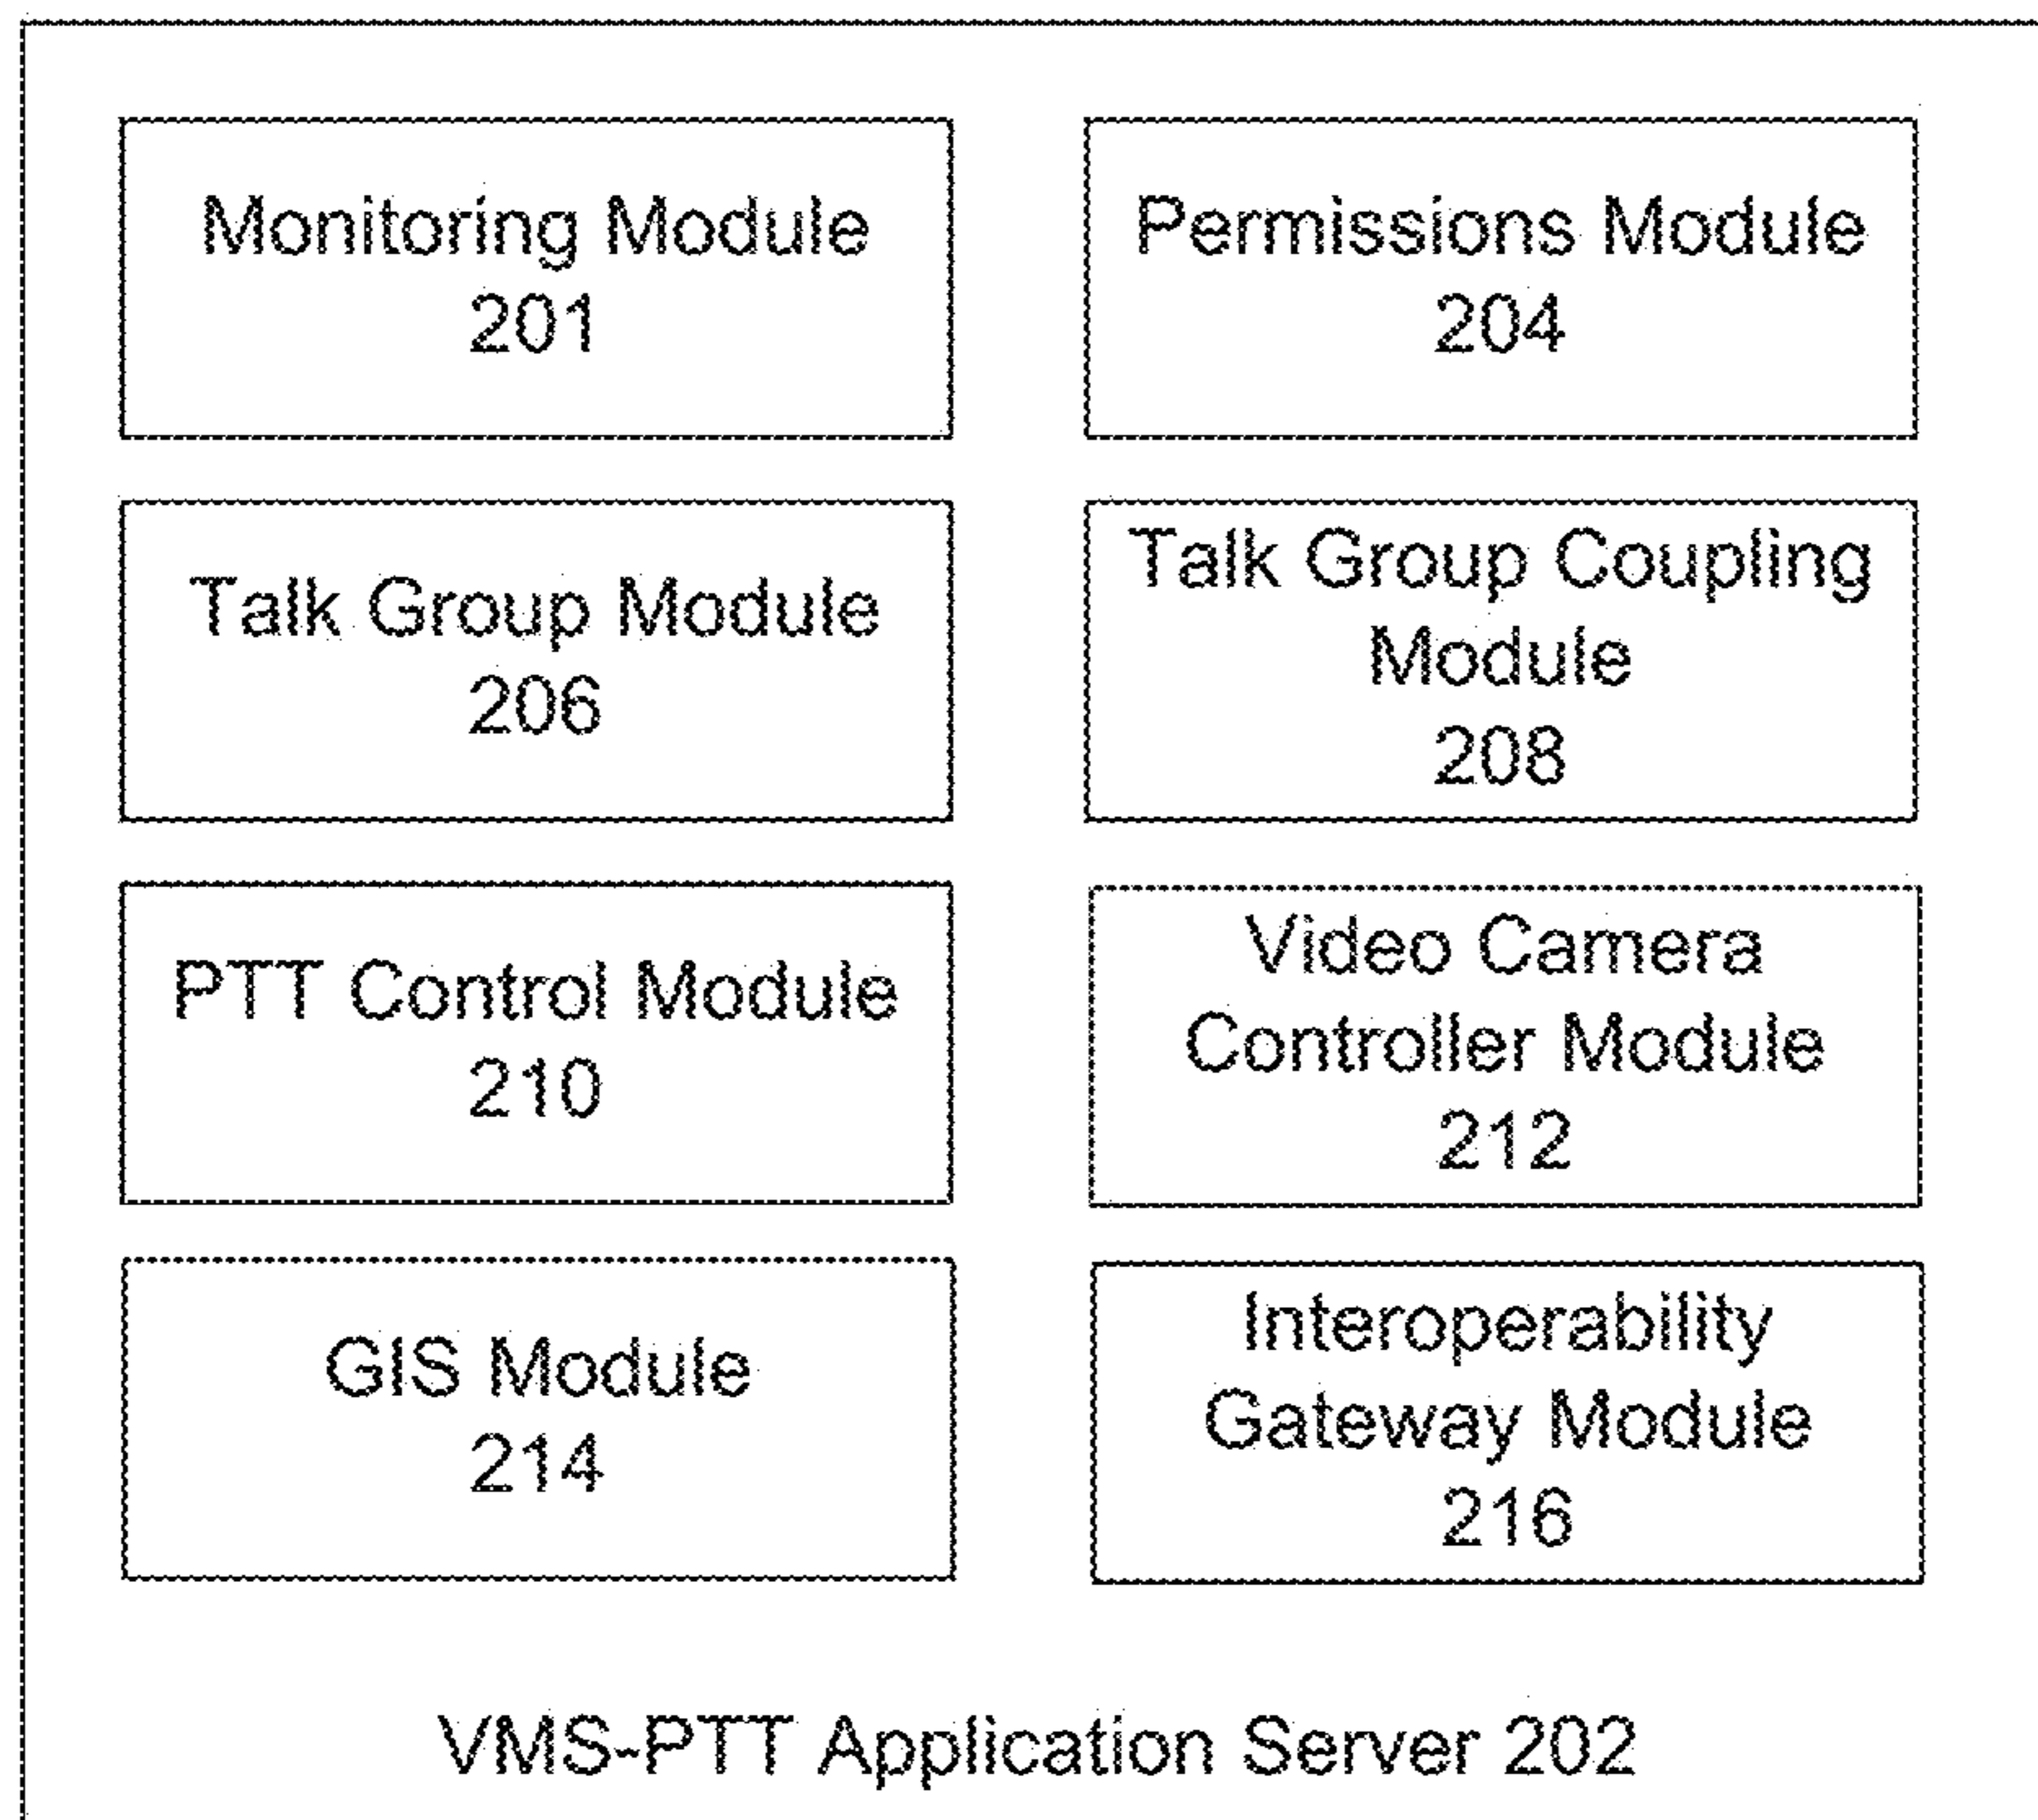 Monitoring Module
201
Permissions Module
204
Talk Group Module
206
Talk Group Coupling
Module
208
PTT Control Module
210
Video Camera
Controller Module
212
GIS Module
214
Interoperability
Gateway Module
216
VMS-PTT Application Server 202